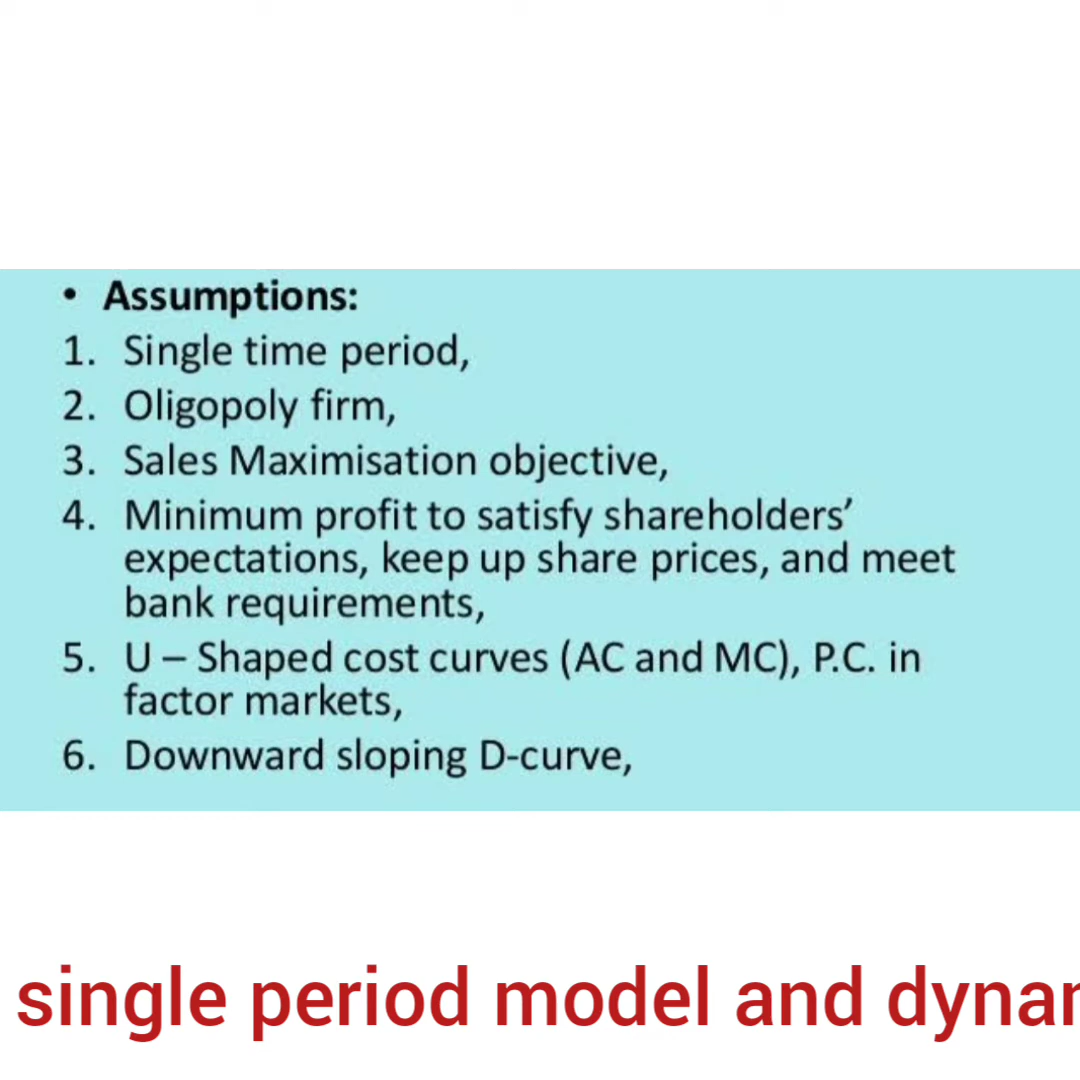 • Assumptions:
1. Single time period,
2. Oligopoly firm,
3. Sales Maximisation objective,
4. Minimum profit to satisfy shareholders’
expectations, keep up share prices, and meet
bank requirements,
5. U – Shaped cost curves (AC and MC), P.C. in
factor markets,
6. Downward sloping D-curve,
single period model and